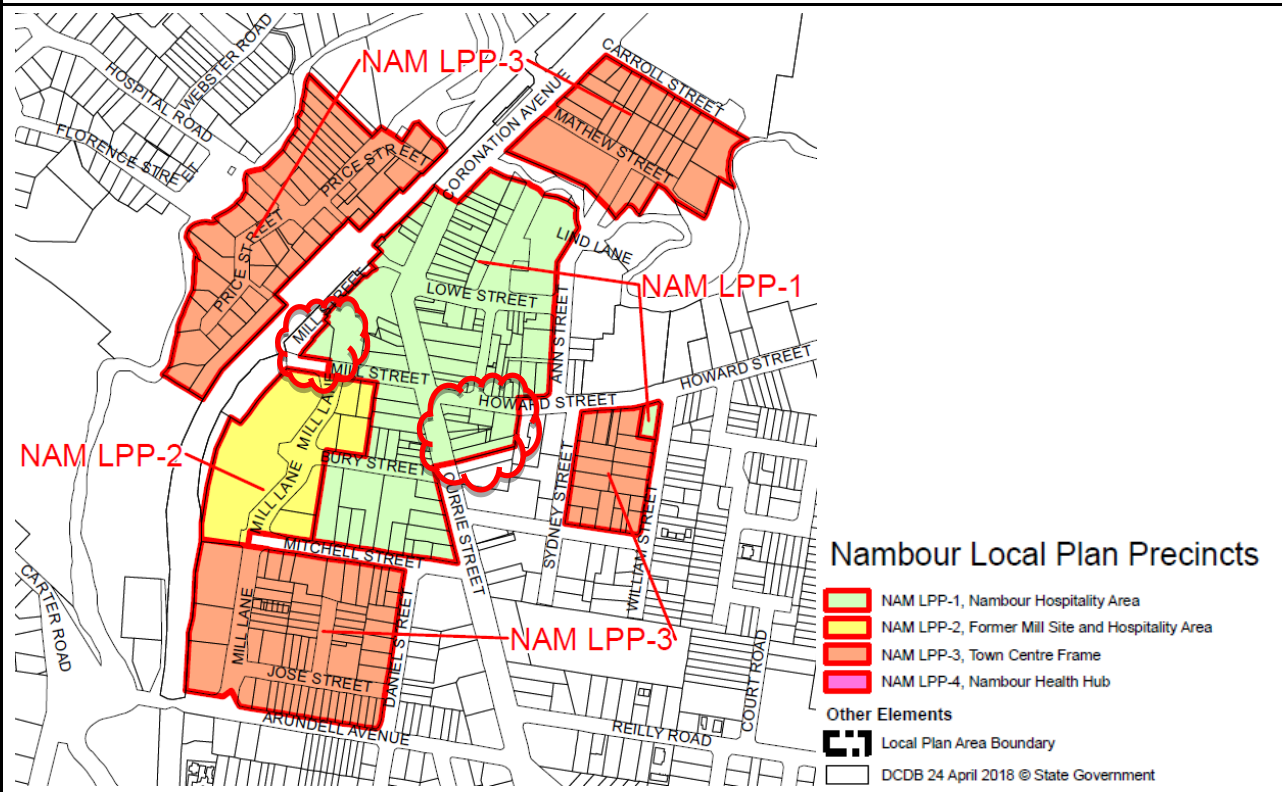 WEBSTER ROAD
HOSPITAL ROAD
FLORENCE STREET
NAM LPP-3
CORONATION AVENUE
CARROLL STREET
MATHEW STREET
PRICE STREET
PRICE STREET
LIND LANE
NAM LPP-1
LOWE STREET
MILL STREET
ANN STREET
MILL STREET
HOWARD STREET
HOWARD STREET
MILL LANE
MILL LANE
NAM LPP-2
BURY STREET
MILL LANE
CURRIE STREET
SYDNEY STREET
WILLIAM STREET
MITCHELL STREET
CARTER ROAD
MILL LANE
DANIEL STREET
NAM LPP-3
COURT ROAD
JOSE STREET
ARUNDELL AVENUE
REILLY ROAD
Nambour Local Plan Precincts
NAM LPP-1, Nambour Hospitality Area
NAM LPP-2, Former Mill Site and Hospitality Area
NAM LPP-3, Town Centre Frame
NAM LPP-4, Nambour Health Hub
Other Elements
Local Plan Area Boundary
DCDB 24 April 2018 © State Government